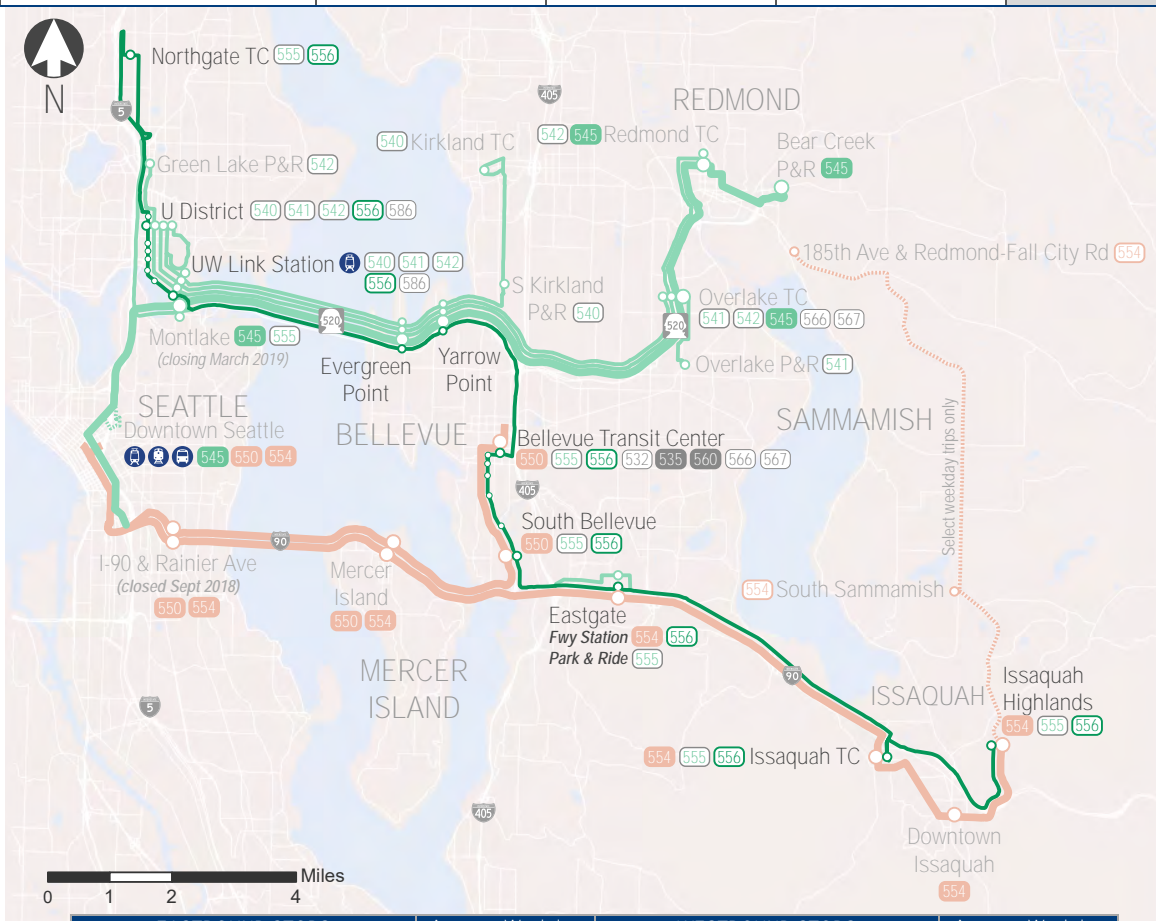 N
Northgate TC 555 556
5
405
REDMOND
540 Kirkland TC
542 545 Redmond TC
Bear Creek
P&R 545
Green Lake P&R 542
U District 540 541 542 556 586
UW Link Station 540 541 542
556 586
185th Ave & Redmond-Fall City Rd 554
S Kirkland
P&R 540
Overlake TC
541 542 545 566 567
520
520
Montlake 545 555
(closing March 2019)
Evergreen
Point
Yarrow
Point
Overlake P&R 541
SEATTLE
Downtown Seattle
545 550 554
BELLEVUE
SAMMAMISH
Select weekday trips only
Bellevue Transit Center
550 555 556 532 535 560 566 567
405
South Bellevue
550 555 556
90
I-90 & Rainier Ave
(closed Sept 2018)
550 554
Mercer
Island
550 554
554 South Sammamish
Eastgate
Fwy Station 554 556
Park & Ride 555
MERCER
ISLAND
90
5
ISSAQUAH
Issaquah
Highlands
554 555 556
554 555 556 Issaquah TC
405
Downtown
Issaquah
554
Miles
0 1 2 4